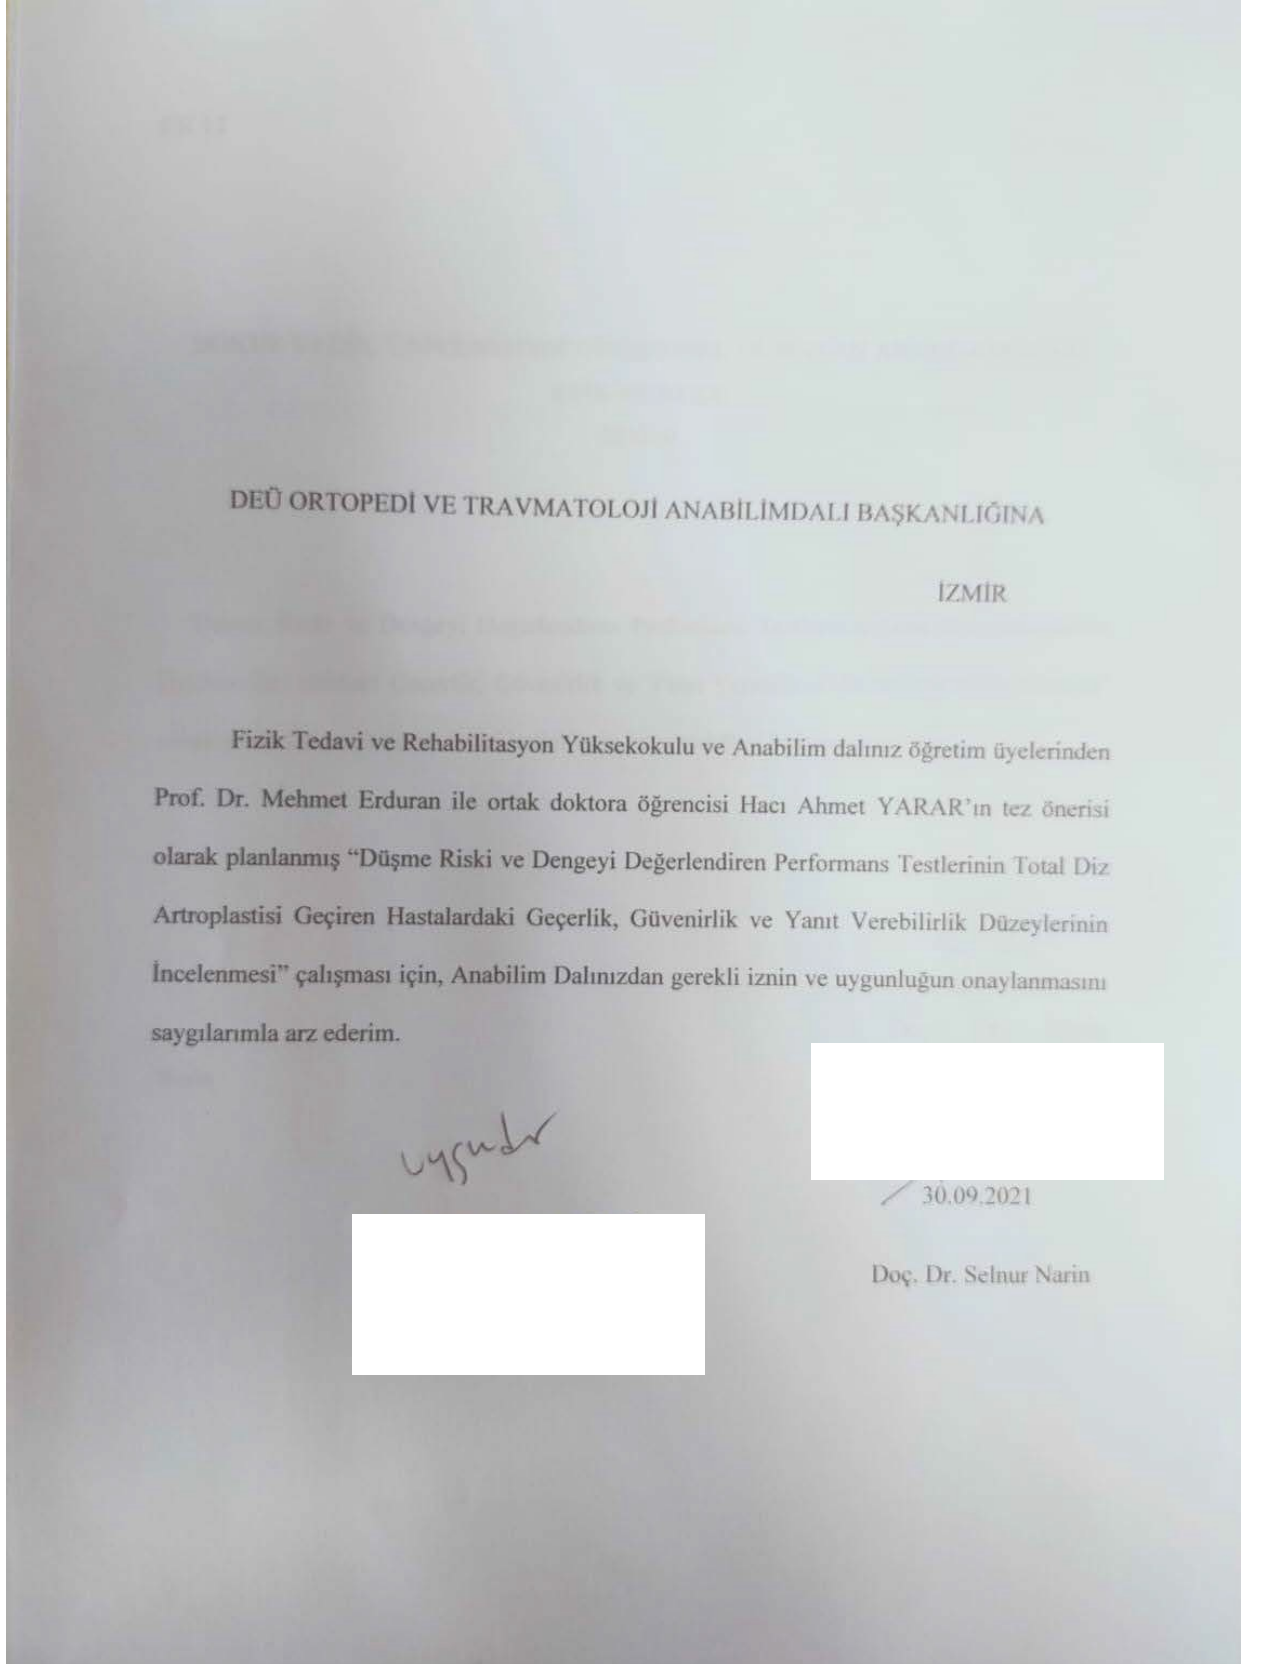 DEÜ ORTOPEDİ VE TRAVMATOLOJİ ANABİLİMDALI BAŞKANLIĞINA
İZMİR
Fizik Tedavi ve Rehabilitasyon Yüksekokulu ve Anabilim dalınız öğretim üyelerinden
Prof. Dr. Mehmet Erduran ile ortak doktora öğrencisi Hacı Ahmet YARAR’ın tez önerisi
olarak planlanmış “Düşme Riski ve Dengeyi Değerlendiren Performans Testlerinin Total Diz
Artroplastisi Geçiren Hastalardaki Geçerlik, Güvenirlik ve Yanıt Verebilirlik Düzeylerinin
İncelenmesi” çalışması için, Anabilim Dalınızdan gerekli iznin ve uygunluğun onaylanmasını
saygılarımla arz ederim.
uygundur
30.09.2021
Doç. Dr. Selnur Narin